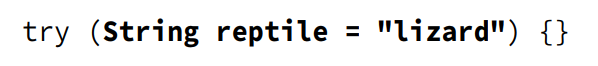 try (String reptile = "lizard") {}